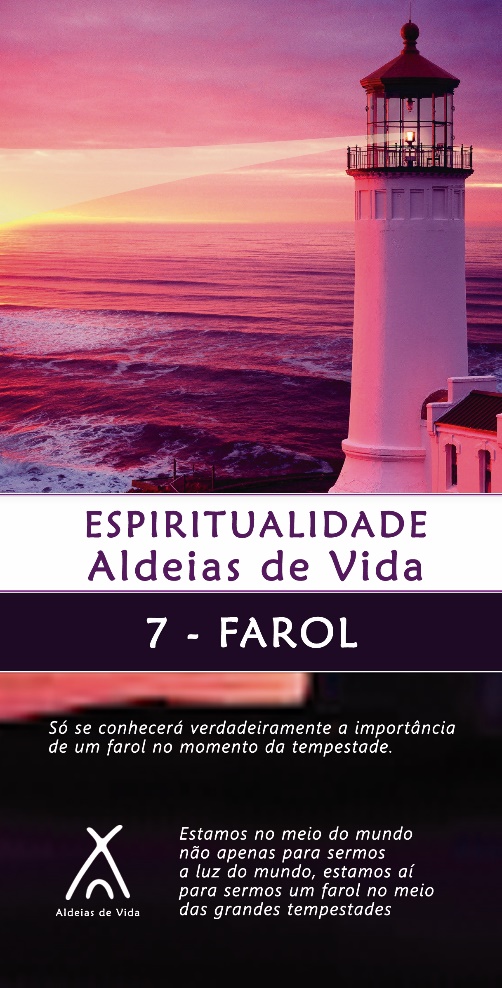 ESPIRITUALIDADE
Aldeias de Vida
7 - FAROL
Só se conhecerá verdadeiramente a importância
de um farol no momento da tempestade.
Estamos no meio do mundo
não apenas para sermos
a luz do mundo, estamos aí
para sermos um farol no meio
das grandes tempestades
Aldeias de Vida